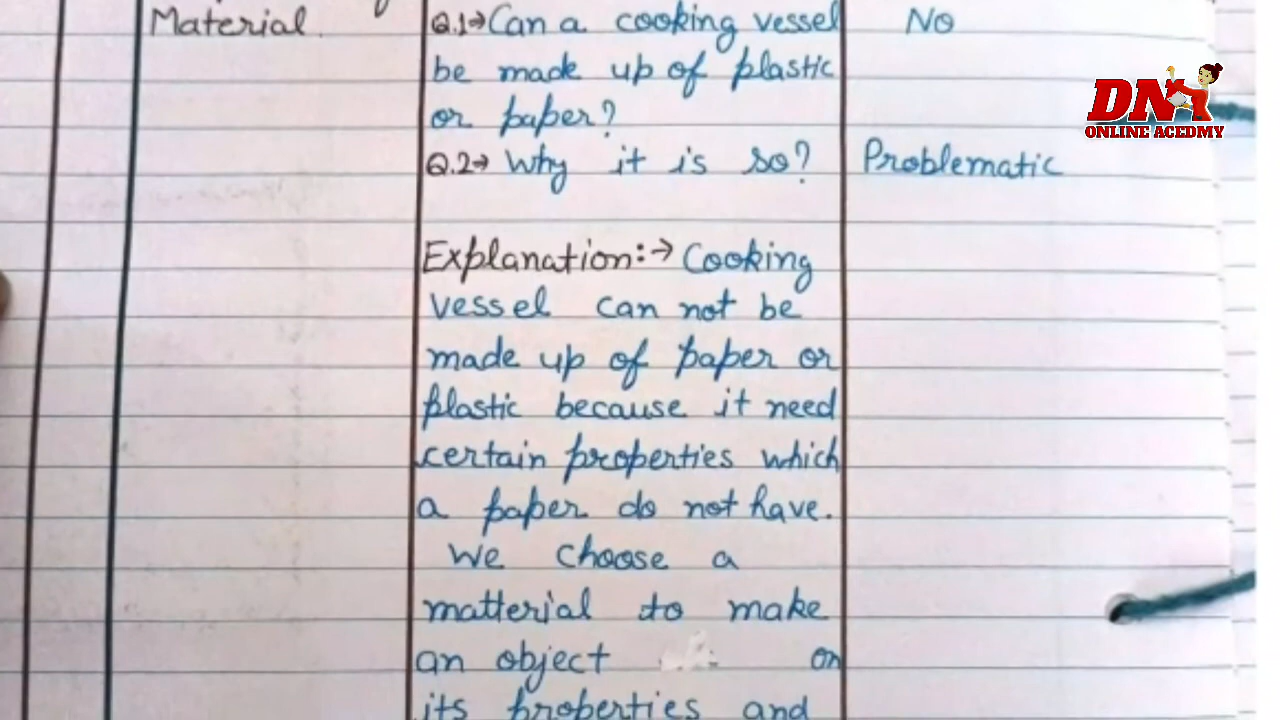 Material.
Q.1→ Can a cooking vessel
be made up of plastic
or paper?
No
Q.2→ Why it is so?
Problematic
Explanation:→ Cooking
vessel can not be
made up of paper or
plastic because it need
certain properties which
a paper do not have.
We choose a
matterial to make
an object on
its properties and
DNA
ONLINE ACEDMY